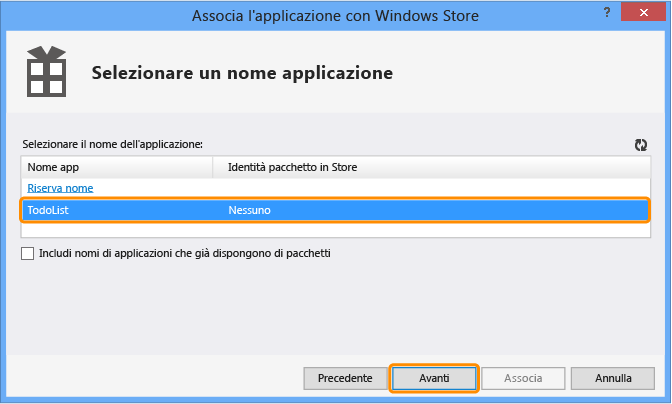 Associa l'applicazione con Windows Store
? x
Selezionare un nome applicazione
Selezionare il nome dell'applicazione:
Nome app Identità pacchetto in Store
Riserva nome
TodoList Nessuno
Includi nomi di applicazioni che già dispongono di pacchetti
Precedente Avanti Associa Annulla